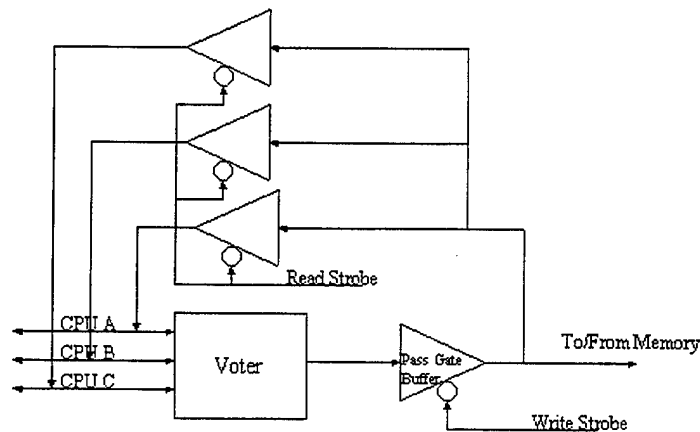 Read Strobe
CPU A
CPU B
CPU C
Voter
Pass Gate
Buffer
To/From Memory
Write Strobe